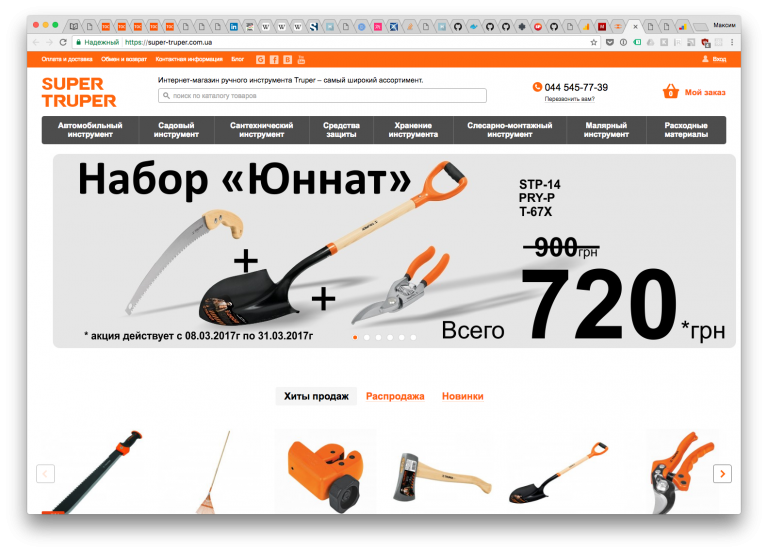 Максим
Надежный https://super-truper.com.ua
Оплата и доставка Обмен и возврат Контактная информация Блог
Вход
SUPER
TRUPER
Интернет-магазин ручного инструмента Truper – самый широкий ассортимент.
поиск по каталогу товаров
044 545-77-39
Перезвонить вам?
0
Мой заказ
Автомобильный инструмент
Садовый инструмент
Сантехнический инструмент
Средства защиты
Хранение инструмента
Слесарно-монтажный инструмент
Малярный инструмент
Расходные материалы
Набор «Юннат»
STP-14
PRY-P
T-67X
900грн
Всего 720*грн
* акция действует с 08.03.2017г по 31.03.2017г
Хиты продаж Распродажа Новинки